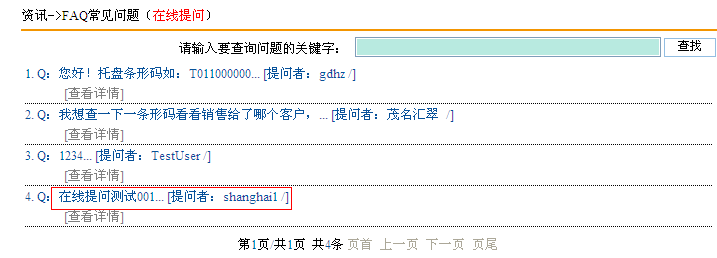 资讯->FAQ常见问题（在线提问）
请输入要查询问题的关键字： 查找
1. Q：您好！托盘条形码如：T011000000... [提问者：gdhz /]
[查看详情]
2. Q：我想查一下一条形码看看销售给了哪个客户，... [提问者：茂名汇翠 /]
[查看详情]
3. Q：1234... [提问者：TestUser /]
[查看详情]
4. Q：在线提问测试001... [提问者：shanghai1 /]
[查看详情]
第1页/共1页 共4条 页首 上一页 下一页 页尾